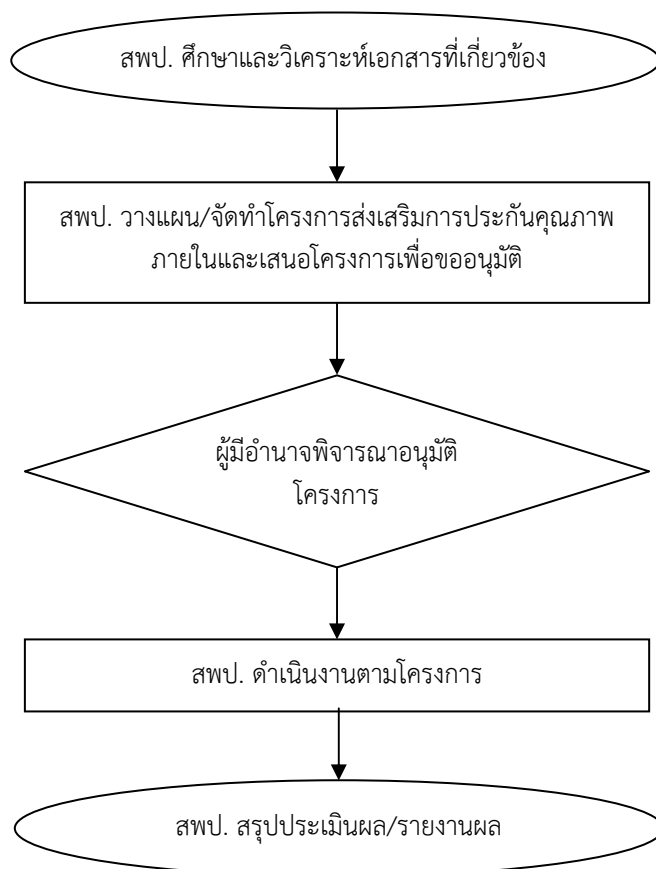 สพป. ศึกษาและวิเคราะห์เอกสารที่เกี่ยวข้อง
สพป. วางแผน/จัดทำโครงการส่งเสริมการประกันคุณภาพ
ภายในและเสนอโครงการเพื่อขออนุมัติ
ผู้มีอำนาจพิจารณาอนุมัติ
โครงการ
สพป. ดำเนินงานตามโครงการ
สพป. สรุปประเมินผล/รายงานผล